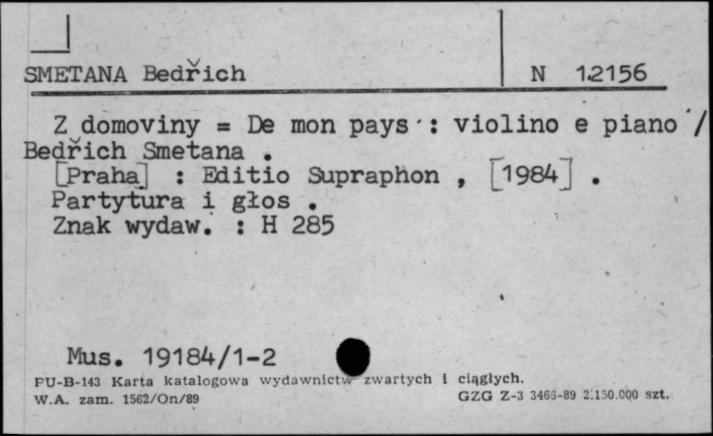 SMETANA Bedřich N 12156
Z domoviny = De mon pays : violino e piano /
Bedřich Smetana .
[Praha] : Editio Supraphon , [1984] .
Partytura i głos .
Znak wydaw. : H 285
Mus. 19184/1-2
PU-B-143 Karta katalogowa wydawnictw zwartych i ciągłych.
W.A. zam. 1562/On/89 GZG Z-3 3466-89 2.150.000 szt.